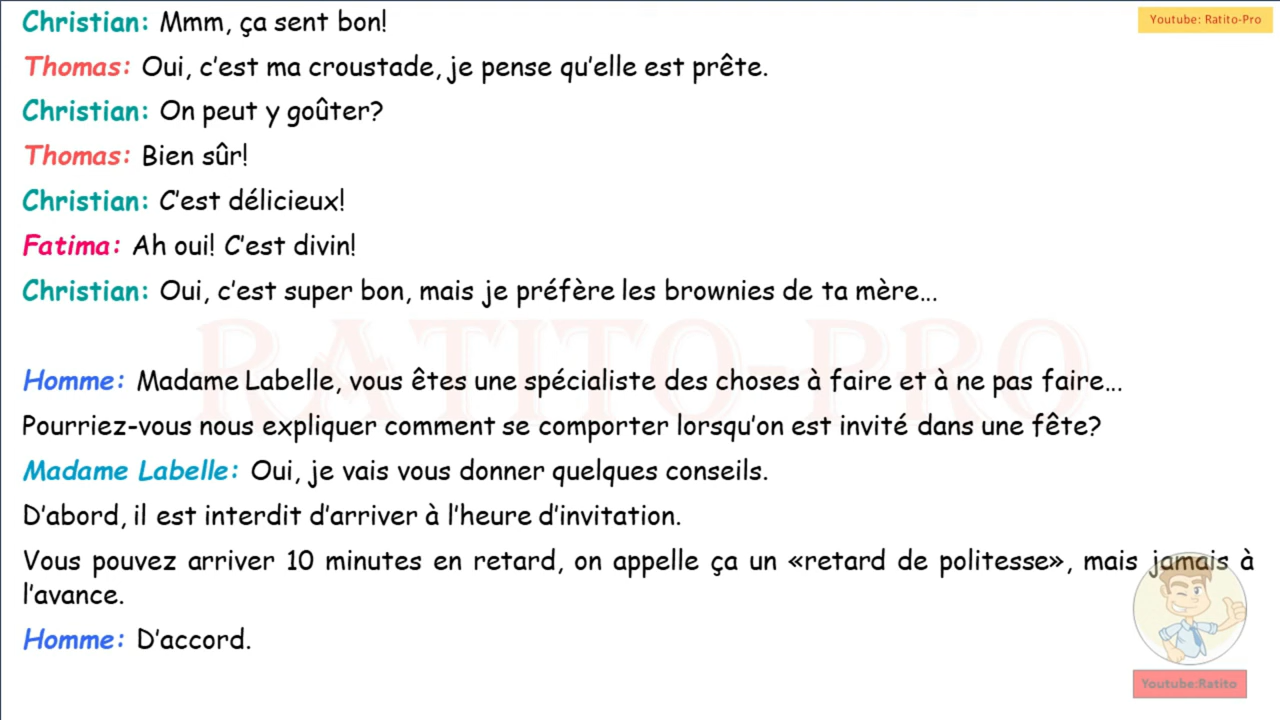 Christian: Mmm, ça sent bon!
Youtube: Ratito-Pro
Thomas: Oui, c'est ma croustade, je pense qu'elle est prête.
Christian: On peut y goûter?
Thomas: Bien sûr!
Christian: C'est délicieux!
Fatima: Ah oui! C'est divin!
Christian: Oui, c'est super bon, mais je préfère les brownies de ta mère...
RATITO-PRO
Homme: Madame Labelle, vous êtes une spécialiste des choses à faire et à ne pas faire...
Pourriez-vous nous expliquer comment se comporter lorsqu'on est invité dans une fête?
Madame Labelle: Oui, je vais vous donner quelques conseils.
D'abord, il est interdit d'arriver à l'heure d'invitation.
Vous pouvez arriver 10 minutes en retard, on appelle ça un «retard de politesse», mais jamais à
l'avance.
Homme: D'accord.
Youtube:Ratito